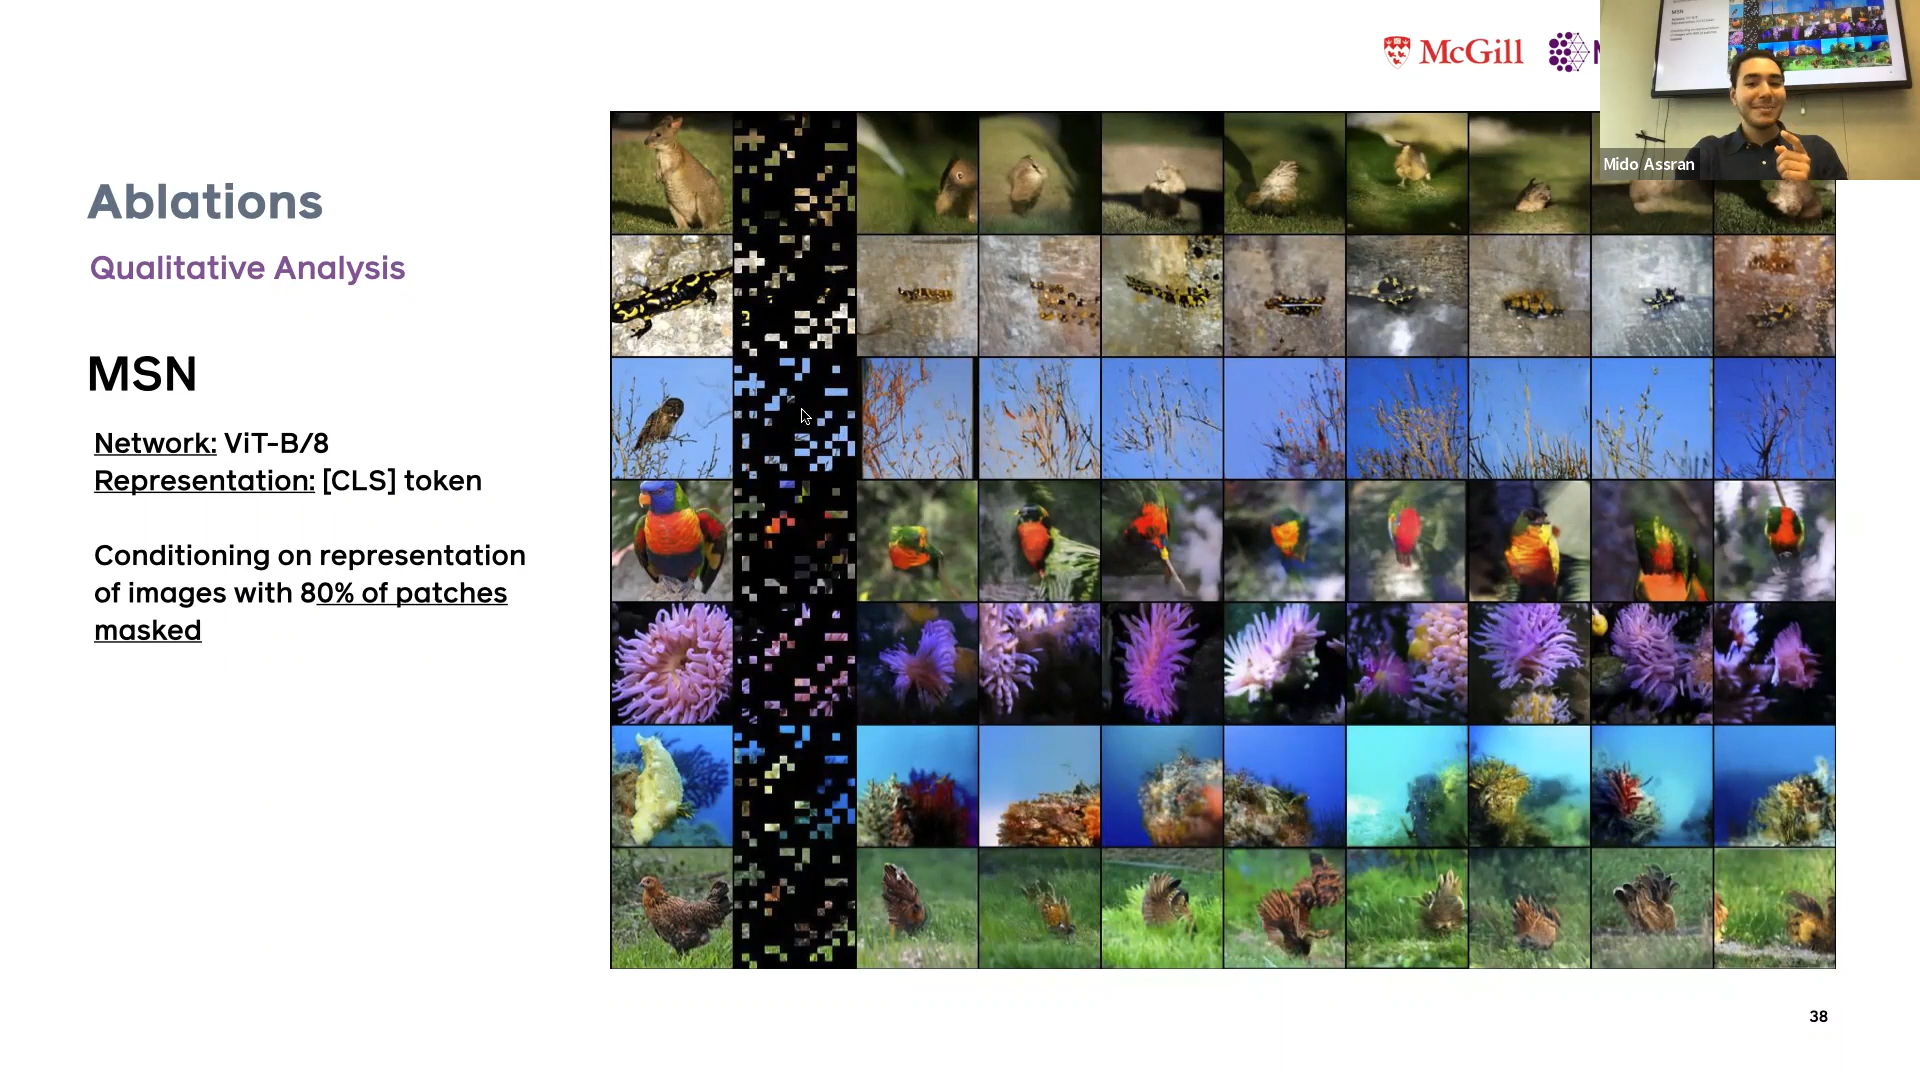 McGill
Mido Assran
Ablations
Qualitative Analysis
MSN
Network: ViT-B/8
Representation: [CLS] token
Conditioning on representation
of images with 80% of patches
masked
38